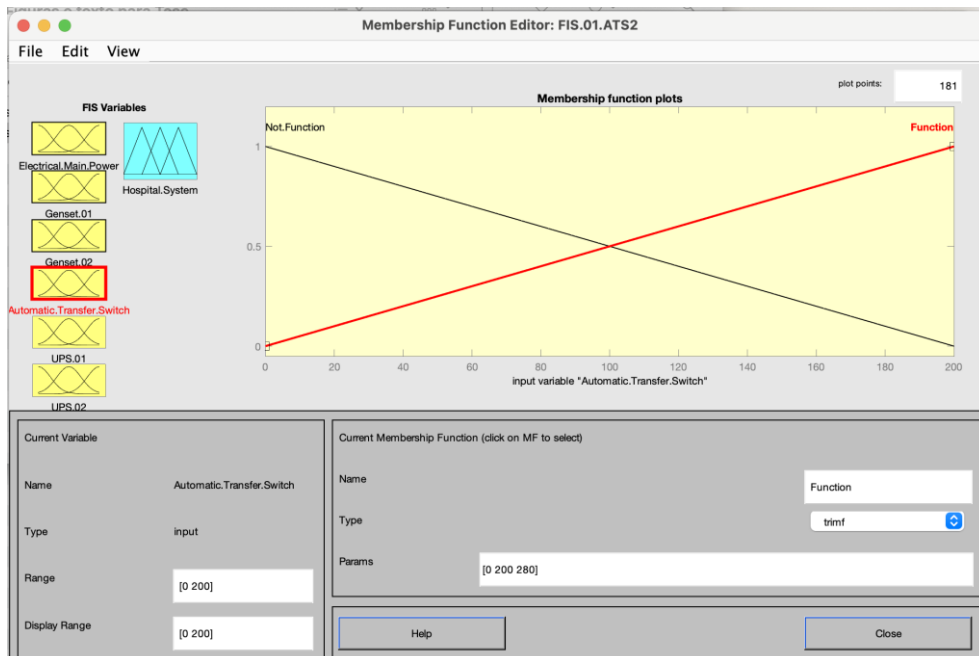 Membership Function Editor: FIS.01.ATS2
File Edit View
plot points: 181
FIS Variables
Electrical.Main.Power
Genset.01
Genset.02
Automatic.Transfer.Switch
UPS.01
UPS.02
Hospital.System
Membership function plots
Not.Function Function
1
0.5
0
0 20 40 60 80 100 120 140 160 180 200
input variable "Automatic.Transfer.Switch"
Current Variable
Name Automatic.Transfer.Switch
Type input
Range [0 200]
Display Range [0 200]
Current Membership Function (click on MF to select)
Name Function
Type trimf
Params [0 200 280]
Help Close